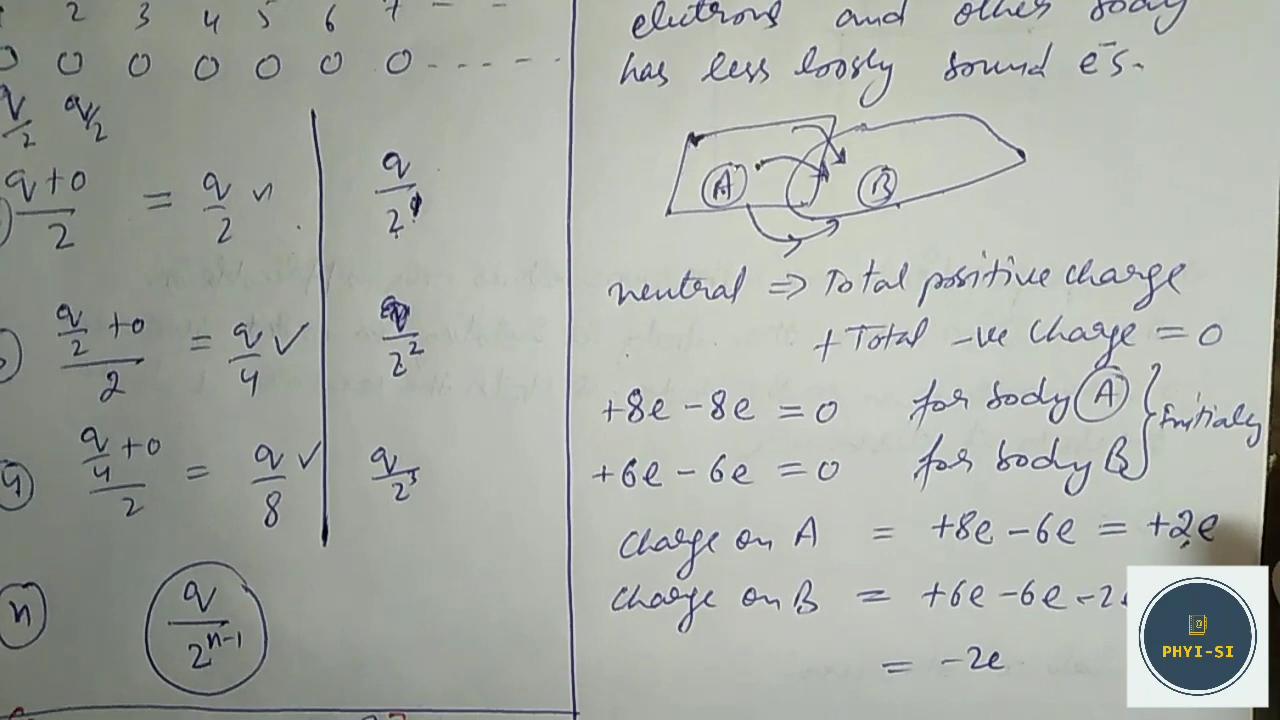 2 3 4 5 6 7 - - -
0 0 0 0 0 0 0 - - - - - -
q/2 q/2
(q+0)/2 = q/2 ✓ q/2
(q/2 +0)/2 = q/4 ✓ q/2²
4 (q/4 +0)/2 = q/8 ✓ q/2³
n q/2ⁿ⁻¹
electrons and other body
has less loosly bound e⁻s.
A B
neutral ⇒ Total positive charge
+ Total -ve charge = 0
+8e - 8e = 0 for body A
+6e - 6e = 0 for body B } Initialy
Charge on A = +8e - 6e = +2e
Charge on B = +6e - 6e - 2
= -2e
PHYI-SI